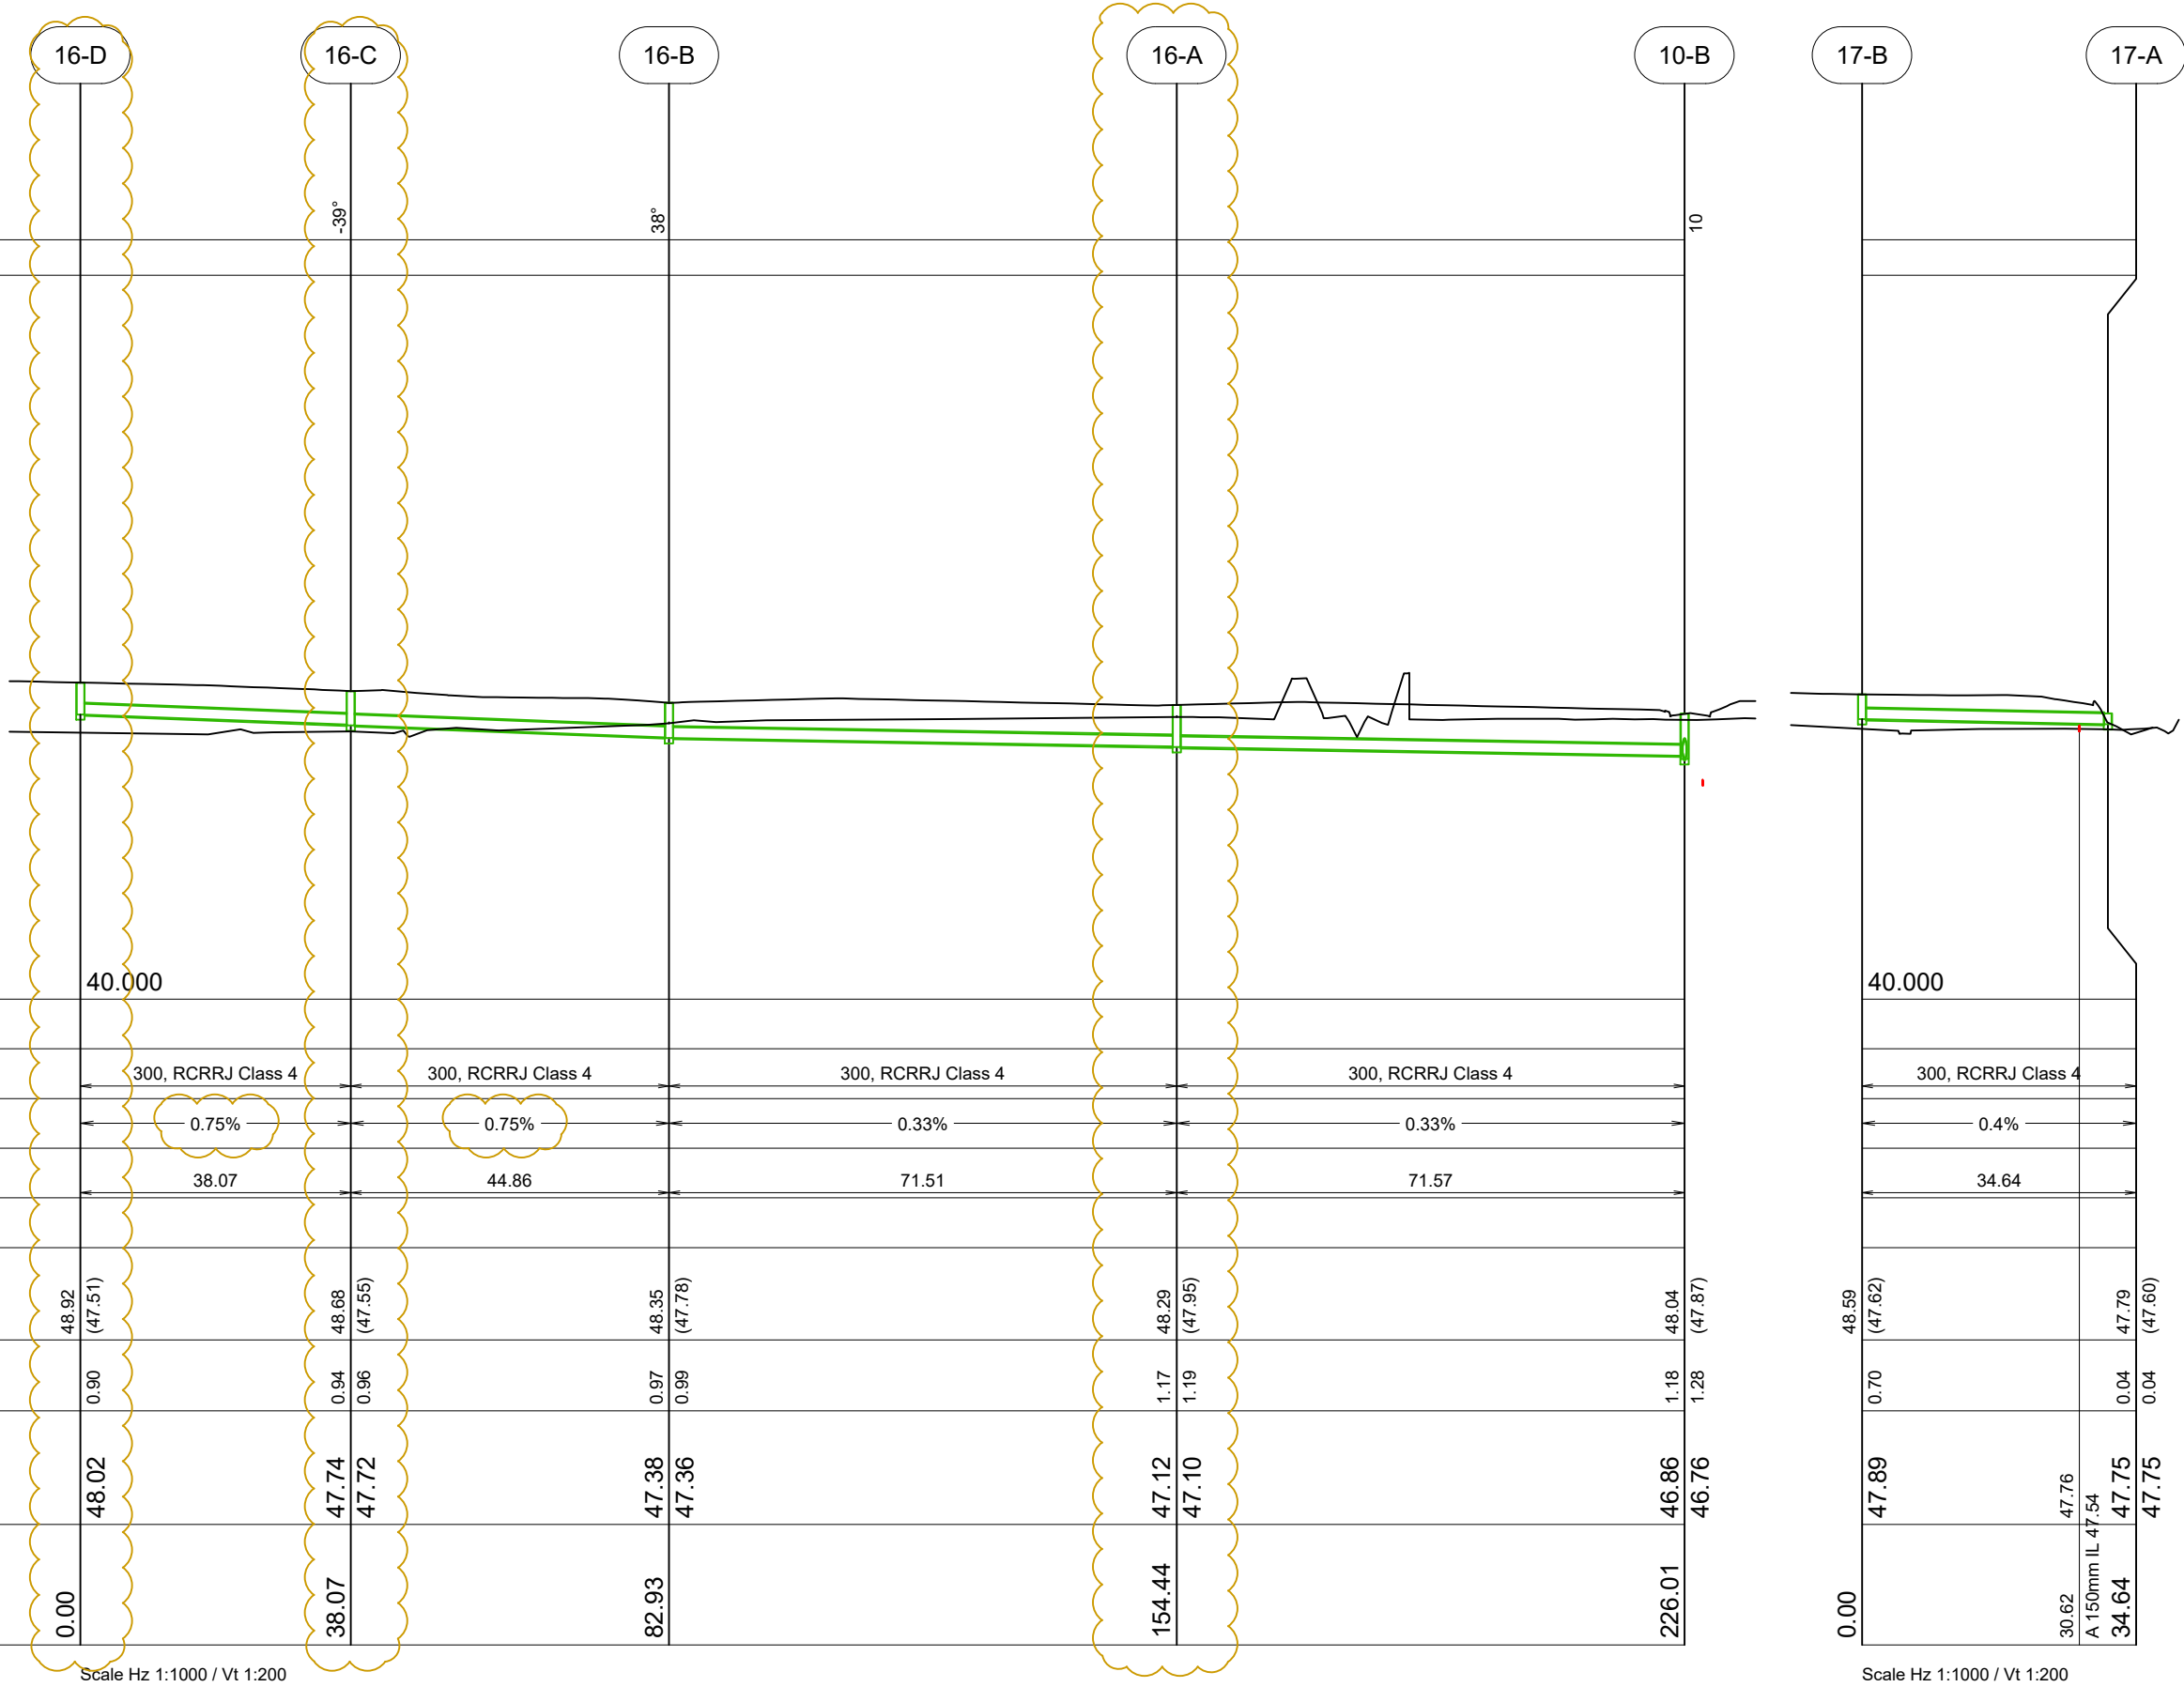 16-D 16-C 16-B 16-A 10-B 17-B 17-A
-39° 38° 10
40.000 40.000
300, RCRRJ Class 4 300, RCRRJ Class 4 300, RCRRJ Class 4 300, RCRRJ Class 4 300, RCRRJ Class 4
0.75% 0.75% 0.33% 0.33% 0.4%
38.07 44.86 71.51 71.57 34.64
48.92 (47.51) 48.68 (47.55) 48.35 (47.78) 48.29 (47.95) 48.04 (47.87) 48.59 (47.62) 47.79 (47.60)
0.90 0.94 0.96 0.97 0.99 1.17 1.19 1.18 1.28 0.70 0.04 0.04
48.02 47.74 47.72 47.38 47.36 47.12 47.10 46.86 46.76 47.89 47.76 47.75 47.75
0.00 38.07 82.93 154.44 226.01 0.00 30.62 A 150mm IL 47.54 34.64
Scale Hz 1:1000 / Vt 1:200 Scale Hz 1:1000 / Vt 1:200